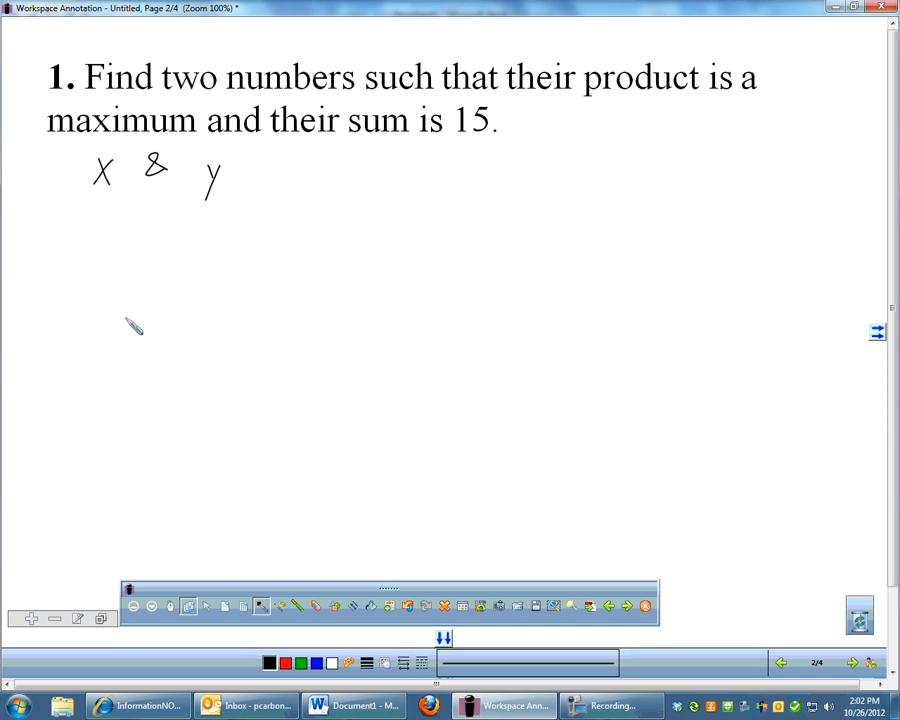 Workspace Annotation - Untitled, Page 2/4 (Zoom 100%) *
1. Find two numbers such that their product is a
maximum and their sum is 15.
x & y
2/4
InformationNO...
Inbox - pcarbon...
Document1 - M...
Workspace Ann...
Recording...
2:02 PM
10/26/2012